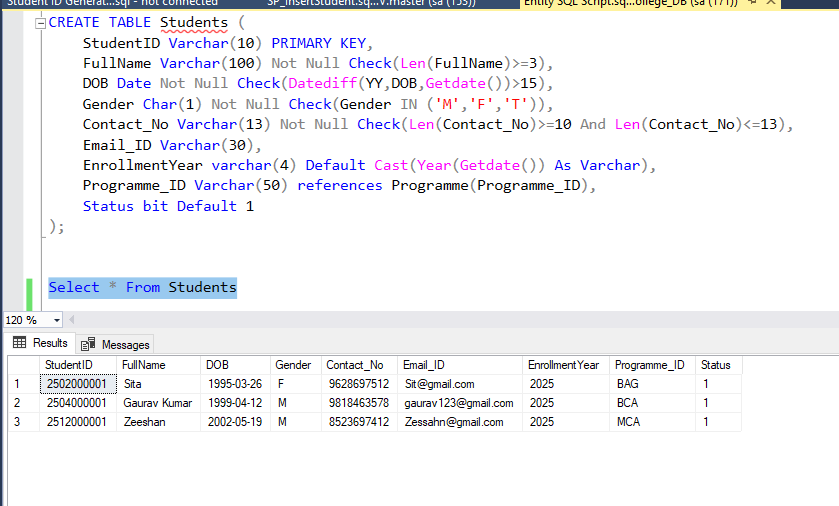 Student ID Generat...sql - not connected SP_InsertStudent.sq...V.master (sa (153)) Entity SQL Script.sq...ollege_DB (sa (171))
CREATE TABLE Students (
StudentID Varchar(10) PRIMARY KEY,
FullName Varchar(100) Not Null Check(Len(FullName)>=3),
DOB Date Not Null Check(Datediff(YY,DOB,Getdate())>15),
Gender Char(1) Not Null Check(Gender IN ('M','F','T')),
Contact_No Varchar(13) Not Null Check(Len(Contact_No)>=10 And Len(Contact_No)<=13),
Email_ID Varchar(30),
EnrollmentYear varchar(4) Default Cast(Year(Getdate()) As Varchar),
Programme_ID Varchar(50) references Programme(Programme_ID),
Status bit Default 1
);
Select * From Students
120 %
Results Messages
StudentID FullName DOB Gender Contact_No Email_ID EnrollmentYear Programme_ID Status
1 2502000001 Sita 1995-03-26 F 9628697512 Sit@gmail.com 2025 BAG 1
2 2504000001 Gaurav Kumar 1999-04-12 M 9818463578 gaurav123@gmail.com 2025 BCA 1
3 2512000001 Zeeshan 2002-05-19 M 8523697412 Zessahn@gmail.com 2025 MCA 1